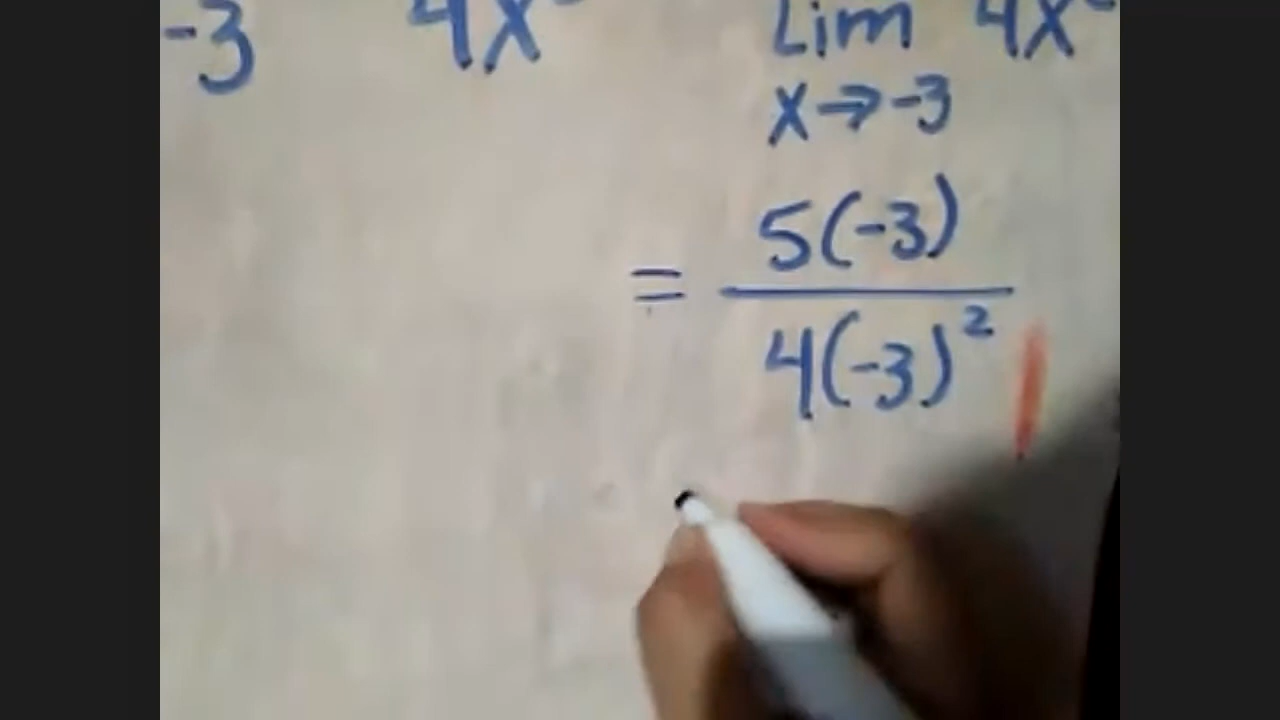 -3 4x
Lim 4x
x→-3
= 5(-3)
4(-3)²